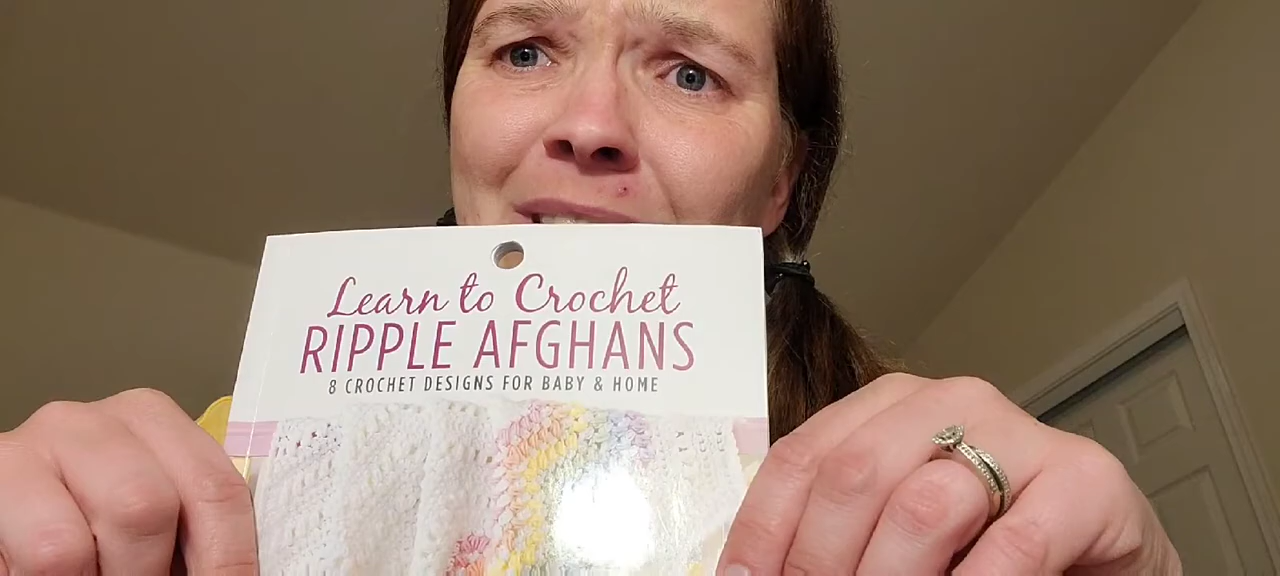 Learn to Crochet
RIPPLE AFGHANS
8 CROCHET DESIGNS FOR BABY & HOME